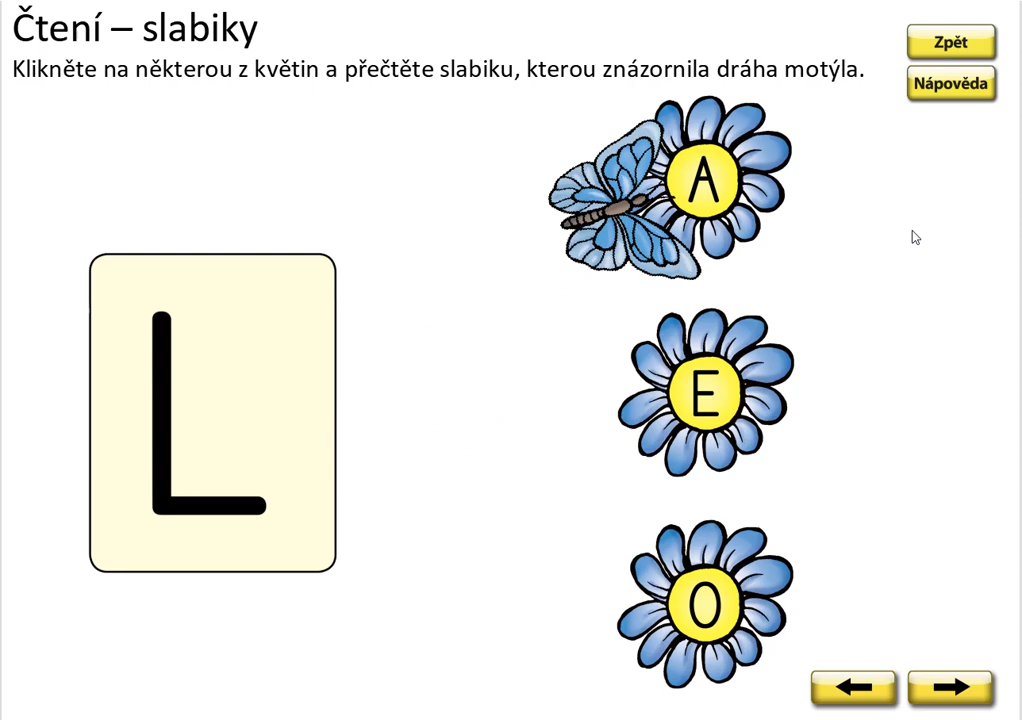 Čtení – slabiky
Klikněte na některou z květin a přečtěte slabiku, kterou znázornila dráha motýla.
Zpět
Nápověda
A
L
E
O